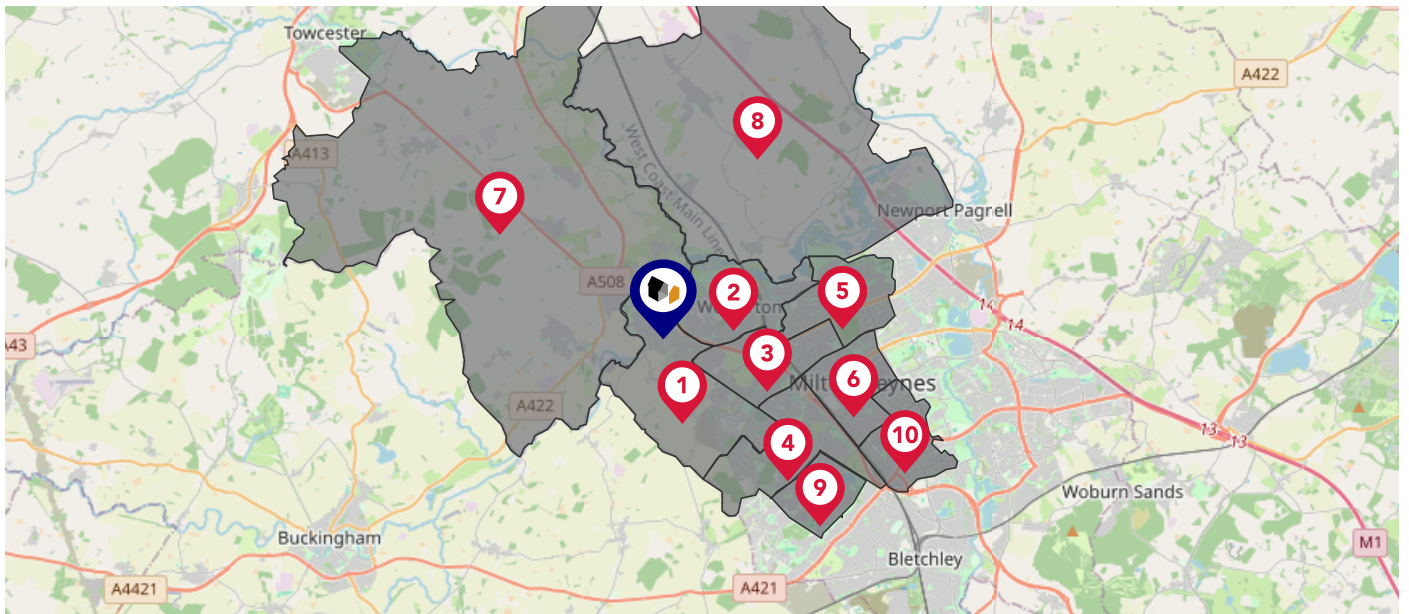 Towcester
A422
8
A413
West Coast Main Line
7
Newport Pagnell
A508
2
5
14
14
A43
3
1
6
A422
10
4
13
13
9
Woburn Sands
Buckingham
M1
Bletchley
A4421
A421